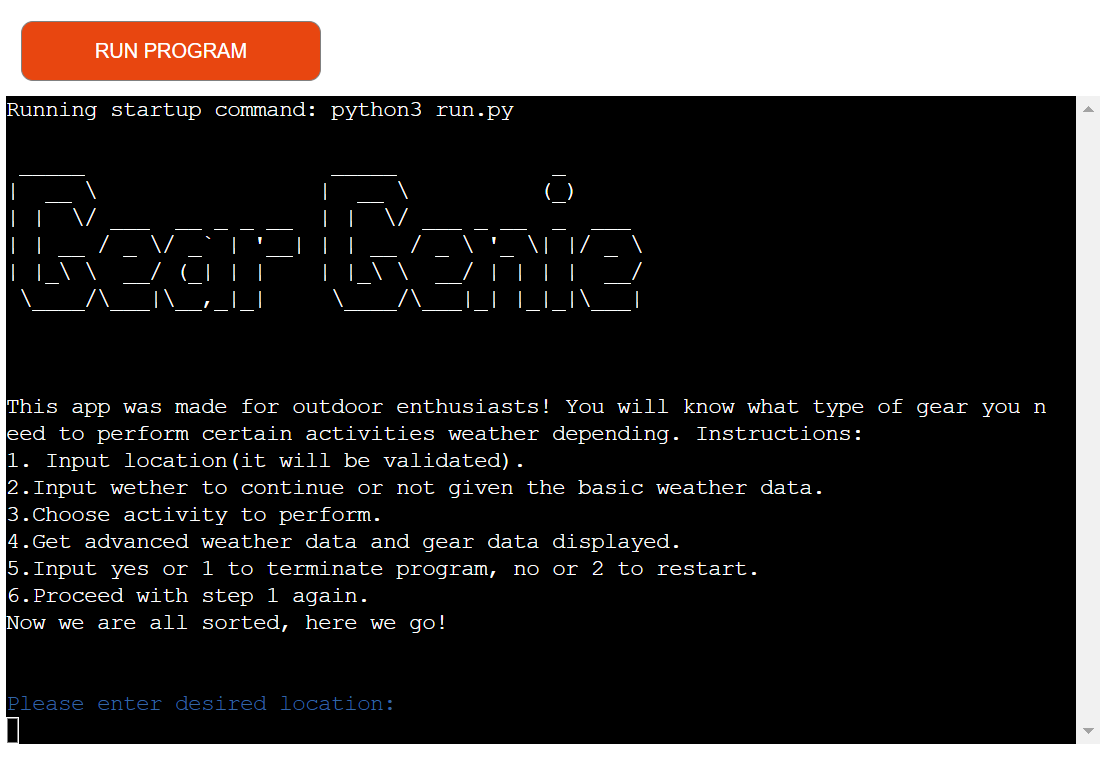 RUN PROGRAM
Running startup command: python3 run.py
Gear Genie
This app was made for outdoor enthusiasts! You will know what type of gear you n
eed to perform certain activities weather depending. Instructions:
1. Input location(it will be validated).
2.Input wether to continue or not given the basic weather data.
3.Choose activity to perform.
4.Get advanced weather data and gear data displayed.
5.Input yes or 1 to terminate program, no or 2 to restart.
6.Proceed with step 1 again.
Now we are all sorted, here we go!
Please enter desired location: